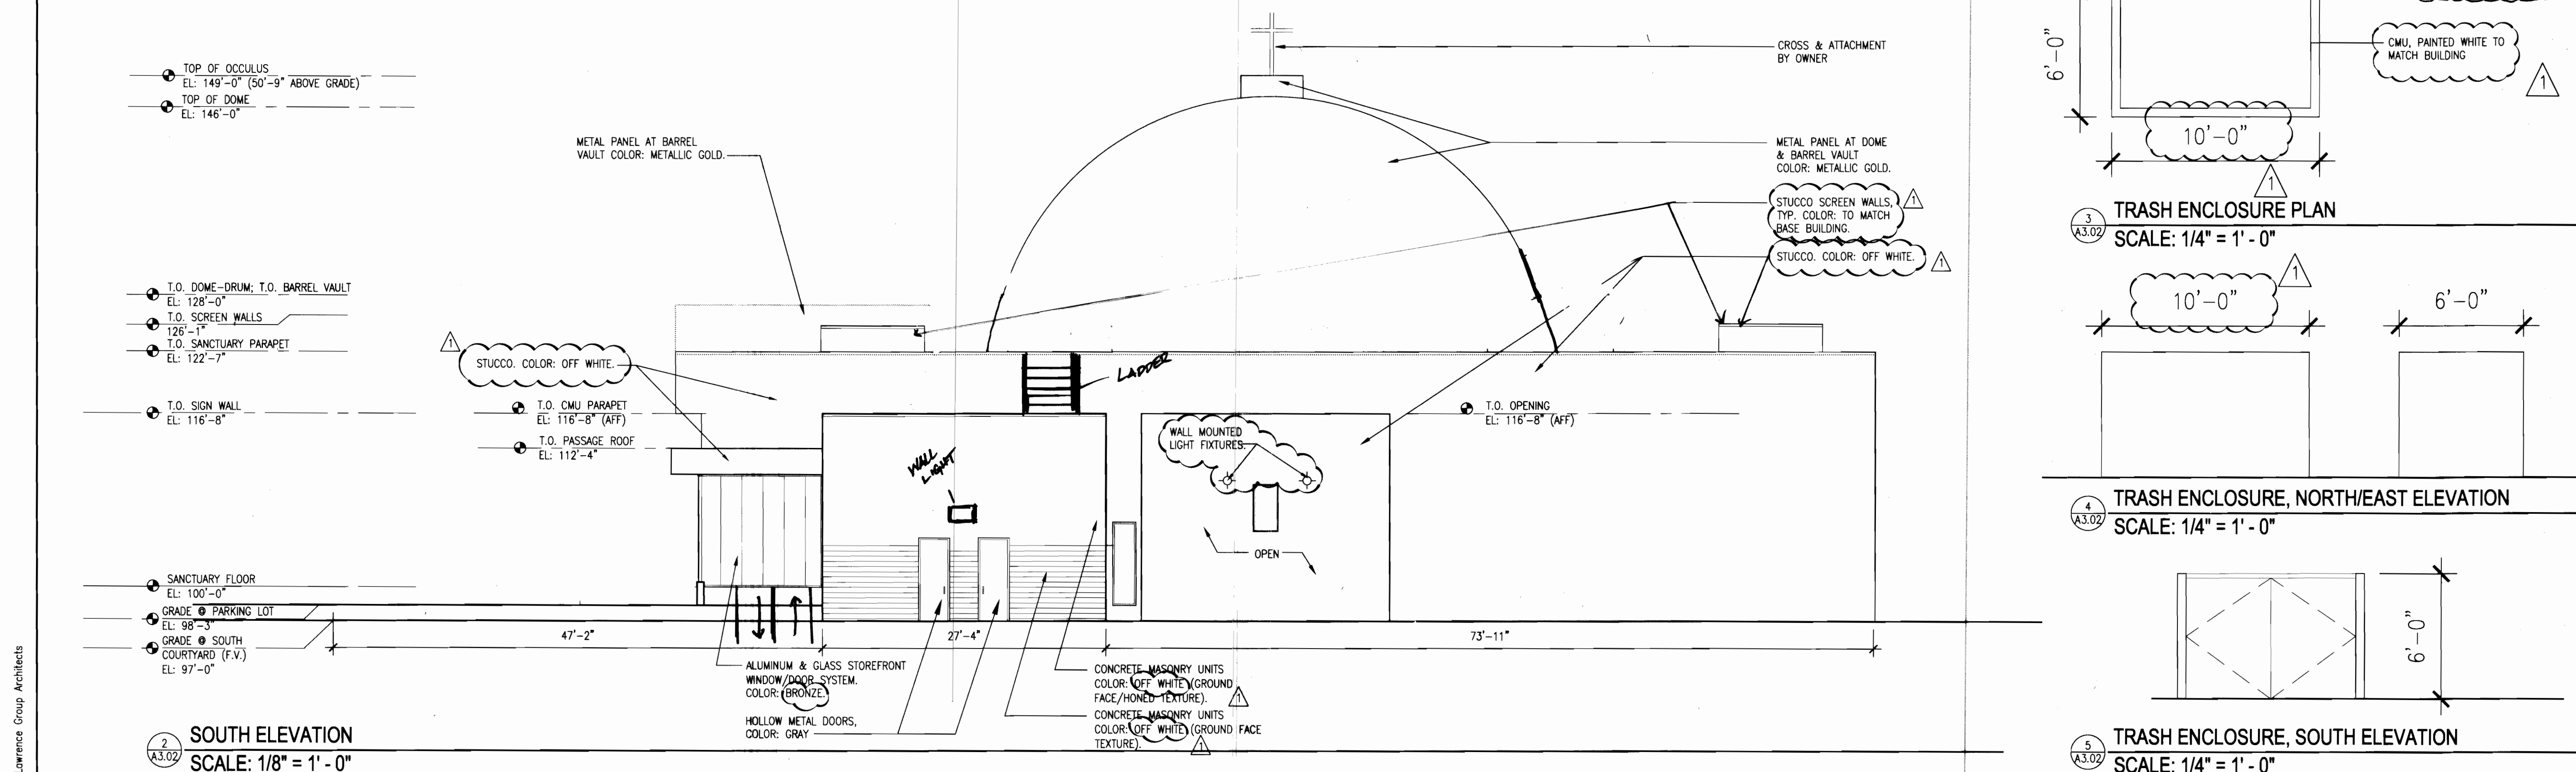 TOP OF OCCULUS
EL: 149'-0" (50'-9" ABOVE GRADE)
TOP OF DOME
EL: 146'-0"
T.O. DOME-DRUM; T.O. BARREL VAULT
EL: 128'-0"
T.O. SCREEN WALLS
126'-1"
T.O. SANCTUARY PARAPET
EL: 122'-7"
T.O. SIGN WALL
EL: 116'-8"
SANCTUARY FLOOR
EL: 100'-0"
GRADE @ PARKING LOT
EL: 98'-3"
GRADE @ SOUTH
COURTYARD (F.V.)
EL: 97'-0"
METAL PANEL AT BARREL
VAULT COLOR: METALLIC GOLD.
1
STUCCO. COLOR: OFF WHITE.
T.O. CMU PARAPET
EL: 116'-8" (AFF)
T.O. PASSAGE ROOF
EL: 112'-4"
LADDER
WALL
LIGHT
WALL MOUNTED
LIGHT FIXTURES.
OPEN
T.O. OPENING
EL: 116'-8" (AFF)
CROSS & ATTACHMENT
BY OWNER
METAL PANEL AT DOME
& BARREL VAULT
COLOR: METALLIC GOLD.
STUCCO SCREEN WALLS,
TYP. COLOR: TO MATCH
BASE BUILDING.
1
STUCCO. COLOR: OFF WHITE.
1
47'-2"
27'-4"
73'-11"
ALUMINUM & GLASS STOREFRONT
WINDOW/DOOR SYSTEM.
COLOR: BRONZE.
HOLLOW METAL DOORS,
COLOR: GRAY
CONCRETE MASONRY UNITS
COLOR: OFF WHITE (GROUND
FACE/HONED TEXTURE).
1
CONCRETE MASONRY UNITS
COLOR: OFF WHITE (GROUND FACE
TEXTURE).
1
2
A3.02
SOUTH ELEVATION
SCALE: 1/8" = 1' - 0"
Lawrence Group Architects
6'-0"
CMU, PAINTED WHITE TO
MATCH BUILDING
1
10'-0"
1
3
A3.02
TRASH ENCLOSURE PLAN
SCALE: 1/4" = 1' - 0"
10'-0"
1
6'-0"
4
A3.02
TRASH ENCLOSURE, NORTH/EAST ELEVATION
SCALE: 1/4" = 1' - 0"
6'-0"
5
A3.02
TRASH ENCLOSURE, SOUTH ELEVATION
SCALE: 1/4" = 1' - 0"